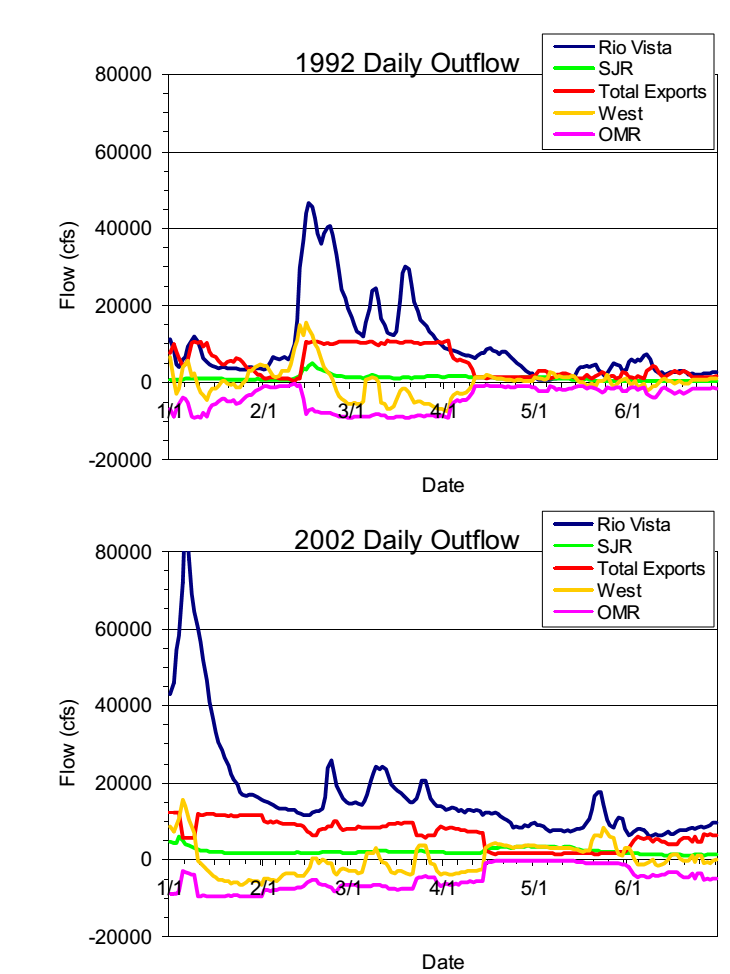 1992 Daily Outflow
Rio Vista
SJR
Total Exports
West
OMR
80000
60000
40000
20000
0
-20000
Flow (cfs)
1/1 2/1 3/1 4/1 5/1 6/1
Date
2002 Daily Outflow
Rio Vista
SJR
Total Exports
West
OMR
80000
60000
40000
20000
0
-20000
Flow (cfs)
1/1 2/1 3/1 4/1 5/1 6/1
Date